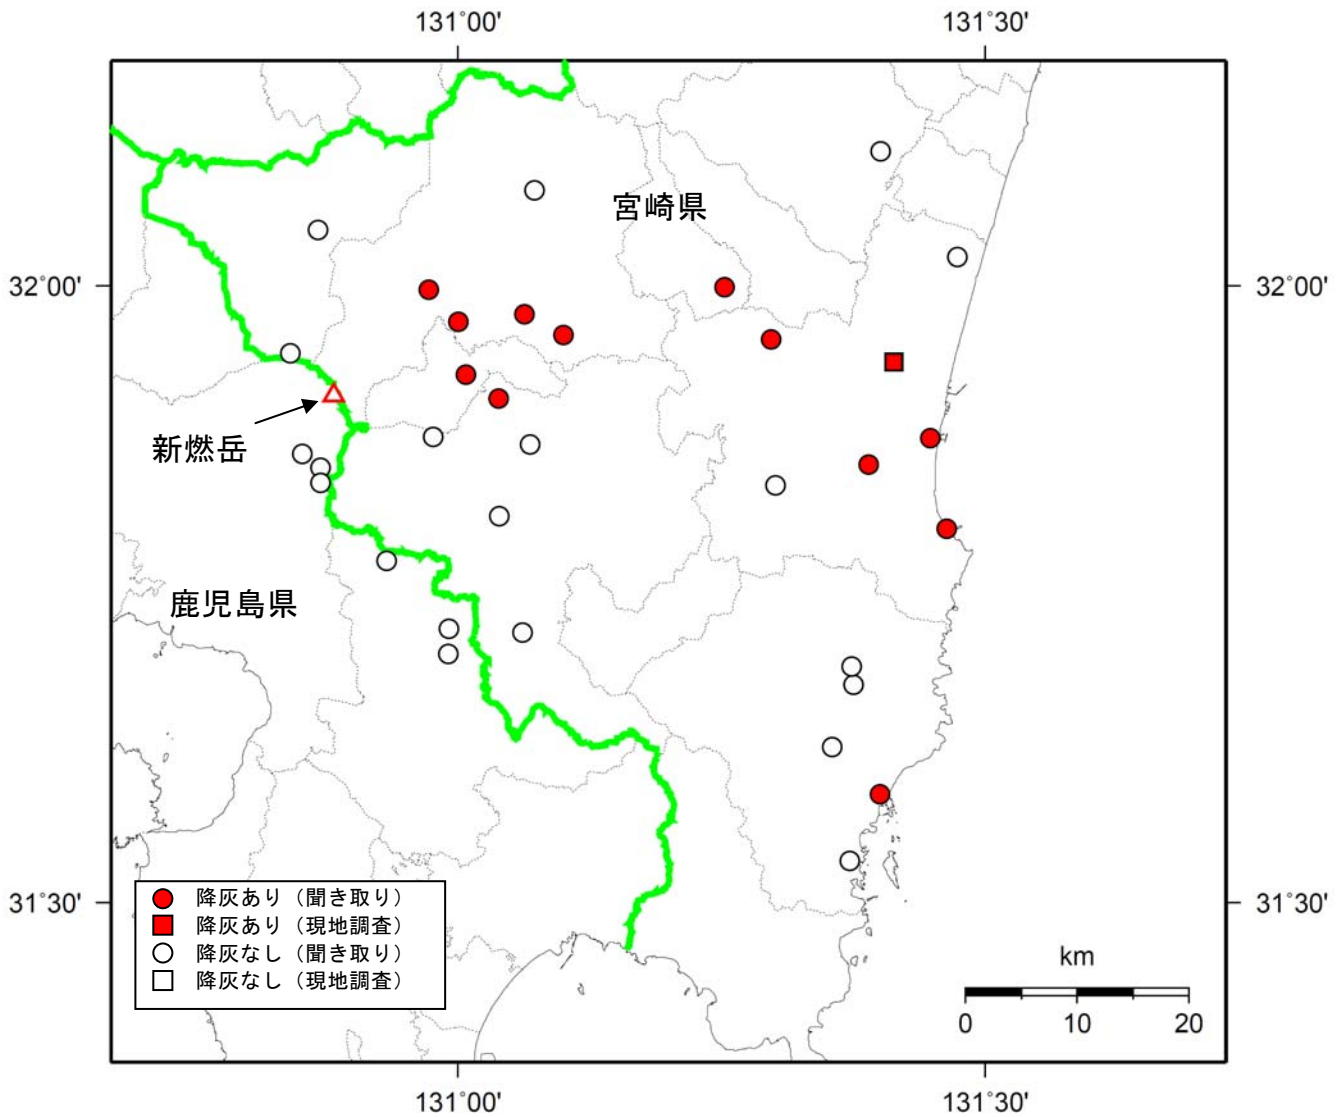 131°00'
131°30'
宮崎県
32°00'
32°00'
新燃岳
鹿児島県
31°30'
31°30'
降灰あり（聞き取り）
降灰あり（現地調査）
降灰なし（聞き取り）
降灰なし（現地調査）
km
0 10 20
131°00'
131°30'